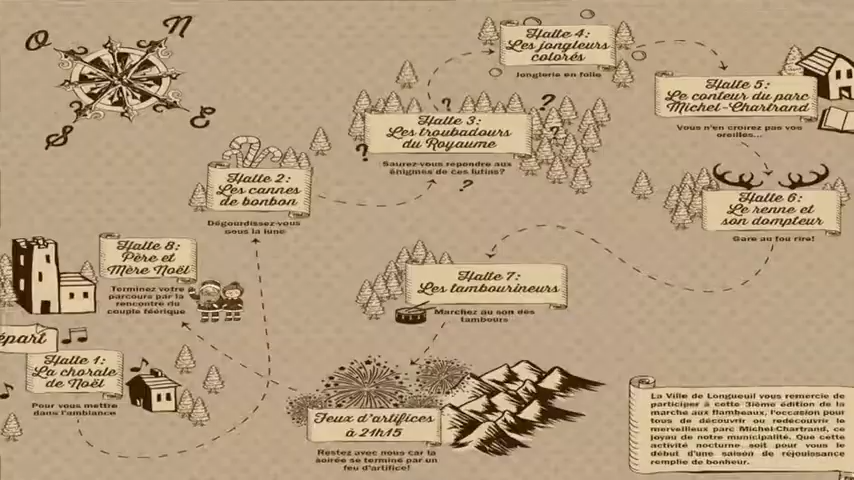 O
N
S
E
Halte 4:
Les jongleurs
colorés
Jonglerie en folie
Halte 5:
Le conteur du parc
Michel-Chartrand
Vous n'en croirez pas vos
oreilles...
Halte 3:
Les troubadours
du Royaume
Saurez-vous répondre aux
énigmes de ces lutins?
?
?
?
?
?
Halte 2:
Les cannes
de bonbon
Dégourdissez-vous
sous la lune
Halte 6:
Le renne et
son dompteur
Gare au fou rire!
Halte 8:
Père et
Mère Noël
Terminez votre
parcours par la
rencontre du
couple féérique
Halte 7:
Les tambourineurs
Marchez au son des
tambours
épart
Halte 1:
La chorale
de Noël
Pour vous mettre
dans l'ambiance
Feux d'artifices
à 21h15
Restez avec nous car la
soirée se termine par un
feu d'artifice!
La Ville de Longueuil vous remercie de
participer à cette 3ième édition de la
marche aux flambeaux, l'occasion pour
tous de découvrir ou redécouvrir le
merveilleux parc Michel-Chartrand, ce
joyau de notre municipalité. Que cette
activité nocturne soit pour vous le
début d'une saison de réjouissance
remplie de bonheur.